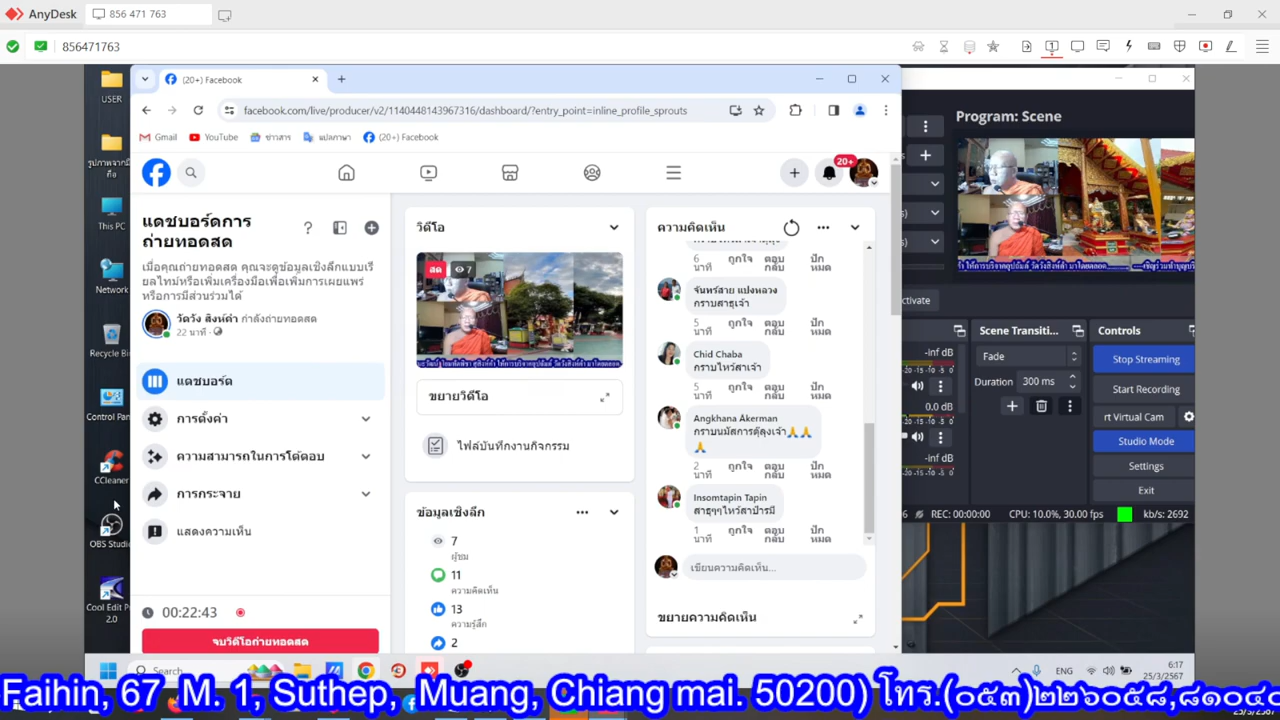 AnyDesk
856 471 763
856471763
USER
This PC
Network
Recycle Bi
Control Pan
CCleaner
OBS Studi
Cool Edit P
2.0
(20+) Facebook
facebook.com/live/producer/v2/1140448143967316/dashboard/?entry_point=inline_profile_sprouts
Gmail
YouTube
ข่าวสาร
แปลภาษา
(20+) Facebook
20+
แดชบอร์ดการ
ถ่ายทอดสด
เมื่อคุณถ่ายทอดสด คุณจะดูข้อมูลเชิงลึกแบบเรี
ยลไทม์หรือเพิ่มเครื่องมือเพื่อเพิ่มการเผยแพร่
หรือการมีส่วนร่วมได้
วัดวัง สิงห์คำ กำลังถ่ายทอดสด
22 นาที
แดชบอร์ด
การตั้งค่า
ความสามารถในการโต้ตอบ
การกระจาย
แสดงความเห็น
00:22:43
จบวิดีโอถ่ายทอดสด
วิดีโอ
สด
7
ขยายวิดีโอ
ไฟล์บันทึกงานกิจกรรม
ข้อมูลเชิงลึก
7
ผู้ชม
11
ความคิดเห็น
13
ความรู้สึก
2
ความคิดเห็น
6
นาที
ถูกใจ
ตอบ
กลับ
ปัก
หมุด
จันทร์สาย แปงหลวง
กราบสาธุเจ้า
5
นาที
ถูกใจ
ตอบ
กลับ
ปัก
หมุด
Chid Chaba
กราบไหว้สาเจ้า
5
นาที
ถูกใจ
ตอบ
กลับ
ปัก
หมุด
Angkhana Åkerman
กราบนมัสการตุ๊ลุงเจ้า🙏🙏
🙏
2
นาที
ถูกใจ
ตอบ
กลับ
ปัก
หมุด
Insomtapin Tapin
สาธุๆๆไหว้สาป๋ารมี
1
นาที
ถูกใจ
ตอบ
กลับ
ปัก
หมุด
เขียนความคิดเห็น...
ขยายความคิดเห็น
Program: Scene
Scene Transiti...
Controls
-inf dB
Fade
Stop Streaming
Duration
300 ms
Start Recording
0.0 dB
rt Virtual Cam
Studio Mode
-inf dB
Settings
Exit
REC: 00:00:00
CPU: 10.0%, 30.00 fps
kb/s: 2692
Search
ENG
6:17
25/3/2567
Faihin, 67 M. 1, Suthep, Muang, Chiang mai. 50200) โทร.(๐๕๓)๒๒๖๐๕๘,๘๑๐๔
25/3/2567